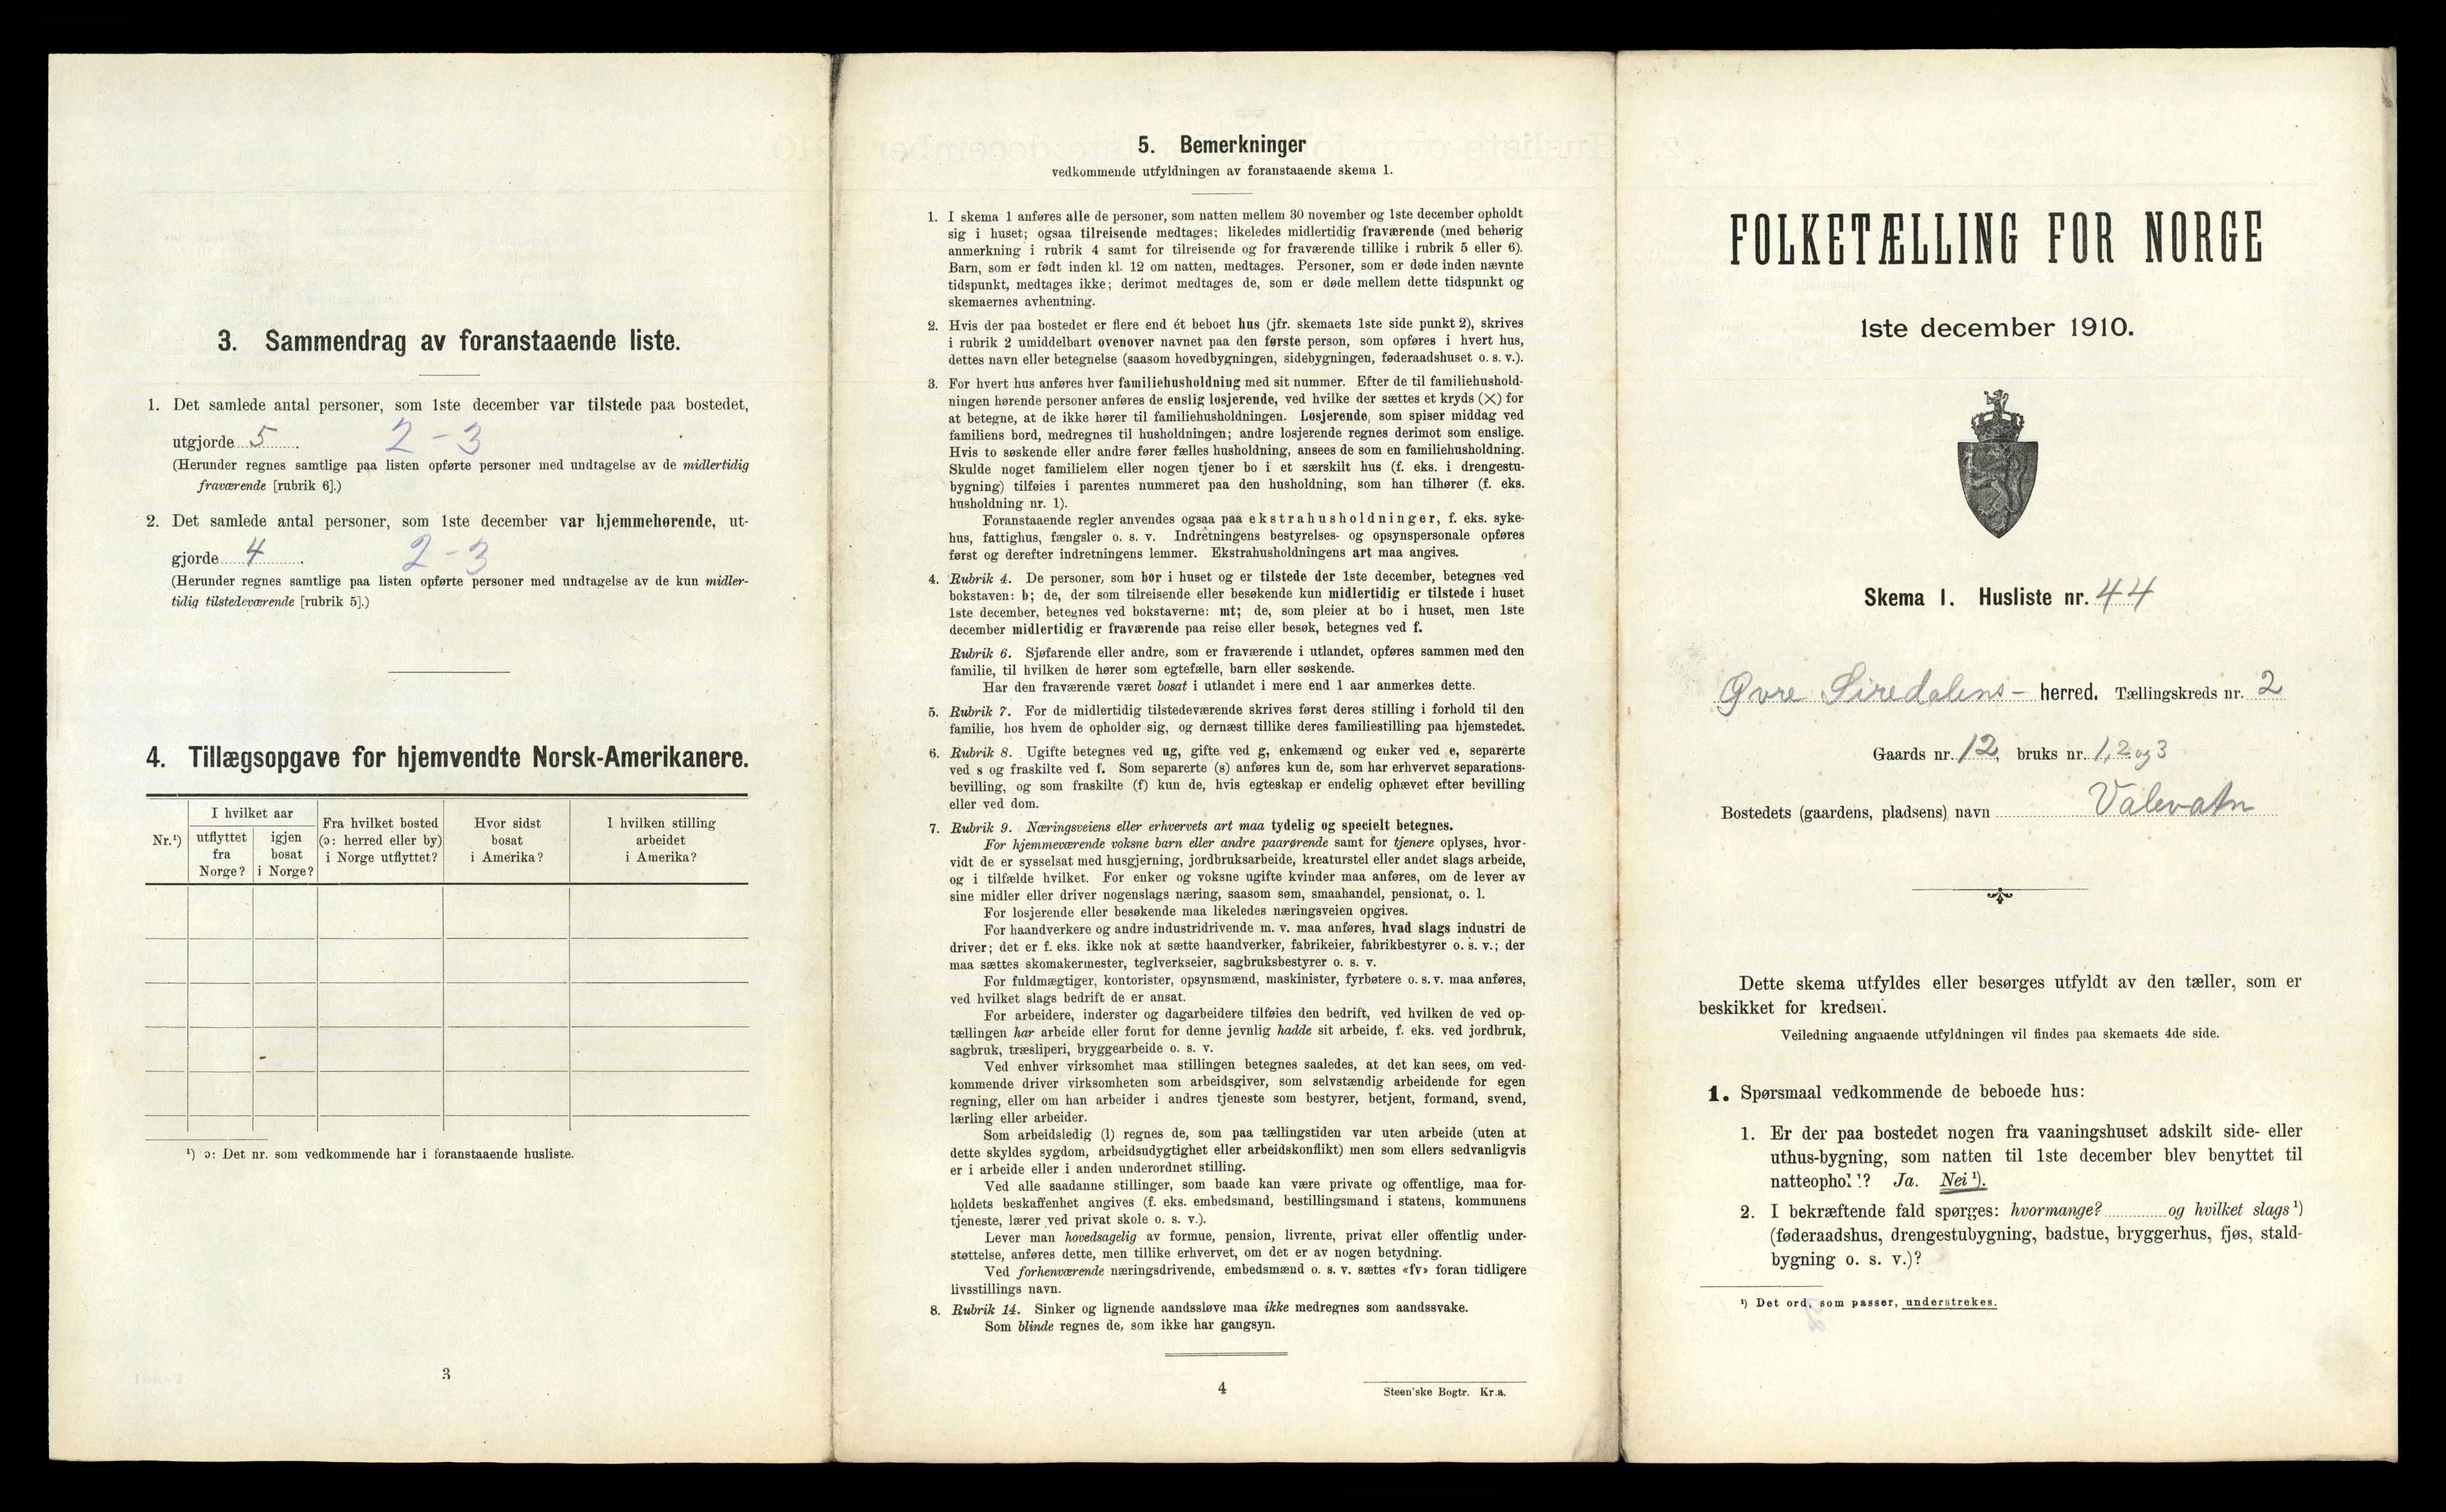 3. Sammendrag av foranstaaende liste.
1. Det samlede antal personer, som 1ste december var tilstede paa bostedet,
utgjorde 5. 2 – 3
(Herunder regnes samtlige paa listen opførte personer med undtagelse av de midlertidig
fraværende [rubrik 6].)
2. Det samlede antal personer, som 1ste december var hjemmehørende, ut-
gjorde 4. 2 – 3
(Herunder regnes samtlige paa listen opførte personer med undtagelse av de kun midler-
tidig tilstedeværende [rubrik 5].)
4. Tillægsopgave for hjemvendte Norsk-Amerikanere.
Nr.¹)
I hvilket aar
utflyttet
fra
Norge?
igjen
bosat
i Norge?
Fra hvilket bosted
(ɔ: herred eller by)
i Norge utflyttet?
Hvor sidst
bosat
i Amerika?
I hvilken stilling
arbeidet
i Amerika?
¹) ɔ: Det nr. som vedkommende har i foranstaaende husliste.
3
5. Bemerkninger
vedkommende utfyldningen av foranstaaende skema 1.
1. I skema 1 anføres alle de personer, som natten mellem 30 november og 1ste december opholdt
sig i huset; ogsaa tilreisende medtages; likeledes midlertidig fraværende (med behørig
anmerkning i rubrik 4 samt for tilreisende og for fraværende tillike i rubrik 5 eller 6).
Barn, som er født inden kl. 12 om natten, medtages. Personer, som er døde inden nævnte
tidspunkt, medtages ikke; derimot medtages de, som er døde mellem dette tidspunkt og
skemaernes avhentning.
2. Hvis der paa bostedet er flere end ét beboet hus (jfr. skemaets 1ste side punkt 2), skrives
i rubrik 2 umiddelbart ovenover navnet paa den første person, som opføres i hvert hus,
dettes navn eller betegnelse (saasom hovedbygningen, sidebygningen, føderaadshuset o. s. v.).
3. For hvert hus anføres hver familiehusholdning med sit nummer. Efter de til familiehushold-
ningen hørende personer anføres de enslig losjerende, ved hvilke der sættes et kryds (×) for
at betegne, at de ikke hører til familiehusholdningen. Losjerende, som spiser middag ved
familiens bord, medregnes til husholdningen; andre losjerende regnes derimot som enslige.
Hvis to søskende eller andre fører fælles husholdning, ansees de som en familiehusholdning.
Skulde noget familielem eller nogen tjener bo i et særskilt hus (f. eks. i drengestu-
bygning) tilføies i parentes nummeret paa den husholdning, som han tilhører (f. eks.
husholdning nr. 1).
Foranstaaende regler anvendes ogsaa paa ekstrahusholdninger, f. eks. syke-
hus, fattighus, fængsler o. s. v. Indretningens bestyrelses- og opsynspersonale opføres
først og derefter indretningens lemmer. Ekstrahusholdningens art maa angives.
4. Rubrik 4. De personer, som bor i huset og er tilstede der 1ste december, betegnes ved
bokstaven: b; de, der som tilreisende eller besøkende kun midlertidig er tilstede i huset
1ste december, betegnes ved bokstaverne: mt; de, som pleier at bo i huset, men 1ste
december midlertidig er fraværende paa reise eller besøk, betegnes ved f.
Rubrik 6. Sjøfarende eller andre, som er fraværende i utlandet, opføres sammen med den
familie, til hvilken de hører som egtefælle, barn eller søskende.
Har den fraværende været bosat i utlandet i mere end 1 aar anmerkes dette.
5. Rubrik 7. For de midlertidig tilstedeværende skrives først deres stilling i forhold til den
familie, hos hvem de opholder sig, og dernæst tillike deres familiestilling paa hjemstedet.
6. Rubrik 8. Ugifte betegnes ved ug, gifte ved g, enkemænd og enker ved e, separerte
ved s og fraskilte ved f. Som separerte (s) anføres kun de, som har erhvervet separations-
bevilling, og som fraskilte (f) kun de, hvis egteskap er endelig ophævet efter bevilling
eller ved dom.
7. Rubrik 9. Næringsveiens eller erhvervets art maa tydelig og specielt betegnes.
For hjemmeværende voksne barn eller andre paarørende samt for tjenere oplyses, hvor-
vidt de er sysselsat med husgjerning, jordbruksarbeide, kreaturstel eller andet slags arbeide,
og i tilfælde hvilket. For enker og voksne ugifte kvinder maa anføres, om de lever av
sine midler eller driver nogenslags næring, saasom søm, smaahandel, pensionat, o. l.
For losjerende eller besøkende maa likeledes næringsveien opgives.
For haandverkere og andre industridrivende m. v. maa anføres, hvad slags industri de
driver; det er f. eks. ikke nok at sætte haandverker, fabrikeier, fabrikbestyrer o. s. v.; der
maa sættes skomakermester, teglverkseier, sagbruksbestyrer o. s. v.
For fuldmægtiger, kontorister, opsynsmænd, maskinister, fyrbøtere o. s. v. maa anføres,
ved hvilket slags bedrift de er ansat.
For arbeidere, inderster og dagarbeidere tilføies den bedrift, ved hvilken de ved op-
tællingen har arbeide eller forut for denne jevnlig hadde sit arbeide, f. eks. ved jordbruk,
sagbruk, træsliperi, bryggearbeide o. s. v.
Ved enhver virksomhet maa stillingen betegnes saaledes, at det kan sees, om ved-
kommende driver virksomheten som arbeidsgiver, som selvstændig arbeidende for egen
regning, eller om han arbeider i andres tjeneste som bestyrer, betjent, formand, svend,
lærling eller arbeider.
Som arbeidsledig (l) regnes de, som paa tællingstiden var uten arbeide (uten at
dette skyldes sygdom, arbeidsudygtighet eller arbeidskonflikt) men som ellers sedvanligvis
er i arbeide eller i anden underordnet stilling.
Ved alle saadanne stillinger, som baade kan være private og offentlige, maa for-
holdets beskaffenhet angives (f. eks. embedsmand, bestillingsmand i statens, kommunens
tjeneste, lærer ved privat skole o. s. v.).
Lever man hovedsagelig av formue, pension, livrente, privat eller offentlig under-
støttelse, anføres dette, men tillike erhvervet, om det er av nogen betydning.
Ved forhenværende næringsdrivende, embedsmænd o. s. v. sættes «fv» foran tidligere
livsstillings navn.
8. Rubrik 14. Sinker og lignende aandssløve maa ikke medregnes som aandssvake.
Som blinde regnes de, som ikke har gangsyn.
4
Steen'ske Bogtr. Kr.a.
FOLKETÆLLING FOR NORGE
1ste december 1910.
Skema 1. Husliste nr. 44
Øvre Siredalens – herred. Tællingskreds nr. 2
Gaards nr. 12, bruks nr. 1, 2 og 3
Bostedets (gaardens, pladsens) navn Valevatn
Dette skema utfyldes eller besørges utfyldt av den tæller, som er
beskikket for kredsen.
Veiledning angaaende utfyldningen vil findes paa skemaets 4de side.
1. Spørsmaal vedkommende de beboede hus:
1. Er der paa bostedet nogen fra vaaningshuset adskilt side- eller
uthus-bygning, som natten til 1ste december blev benyttet til
natteophold? Ja. Nei ¹).
2. I bekræftende fald spørges: hvormange? og hvilket slags ¹)
(føderaadshus, drengestubygning, badstue, bryggerhus, fjøs, stald-
bygning o. s. v.)?
¹) Det ord, som passer, understrekes.